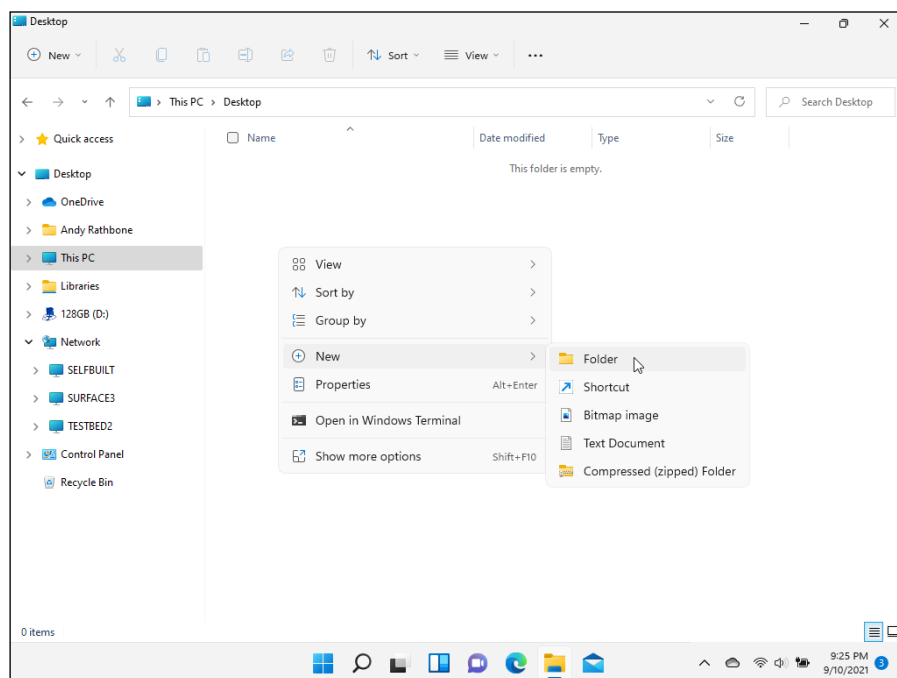 Desktop
New
Sort
View
This PC > Desktop
Search Desktop
Quick access
Desktop
OneDrive
Andy Rathbone
This PC
Libraries
128GB (D:)
Network
SELFBUILT
SURFACE3
TESTBED2
Control Panel
Recycle Bin
Name Date modified Type Size
This folder is empty.
View
Sort by
Group by
New
Properties Alt+Enter
Open in Windows Terminal
Show more options Shift+F10
Folder
Shortcut
Bitmap image
Text Document
Compressed (zipped) Folder
0 items
9:25 PM
9/10/2021
3